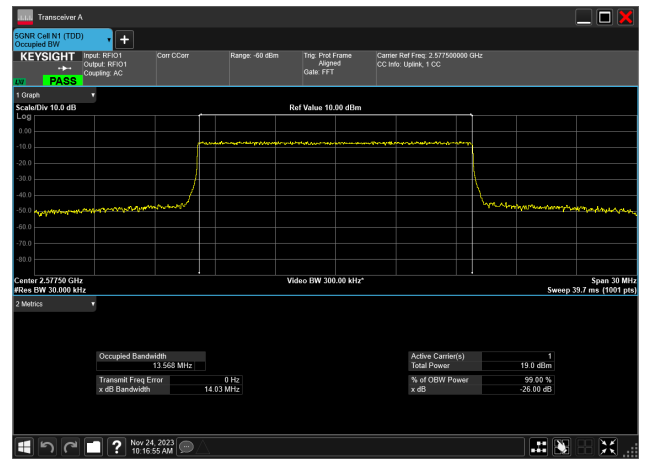 Transceiver A
5GNR Cell N1 (TDD)
Occupied BW
KEYSIGHT
Input: RFIO1
Output: RFIO1
Coupling: AC
Corr CCorr
Range: -60 dBm
Trig: Prot Frame
Aligned
Gate: FFT
Carrier Ref Freq: 2.577500000 GHz
CC Info: Uplink, 1 CC
LW PASS
1 Graph
Scale/Div 10.0 dB
Ref Value 10.00 dBm
Log
0.00
-10.0
-20.0
-30.0
-40.0
-50.0
-60.0
-70.0
-80.0
Center 2.57750 GHz
Video BW 300.00 kHz*
Span 30 MHz
#Res BW 30.000 kHz
Sweep 39.7 ms (1001 pts)
2 Metrics
Occupied Bandwidth
13.568 MHz
Active Carrier(s) 1
Total Power 19.0 dBm
Transmit Freq Error 0 Hz
x dB Bandwidth 14.03 MHz
% of OBW Power 99.00 %
x dB -26.00 dB
Nov 24, 2023
10:16:55 AM